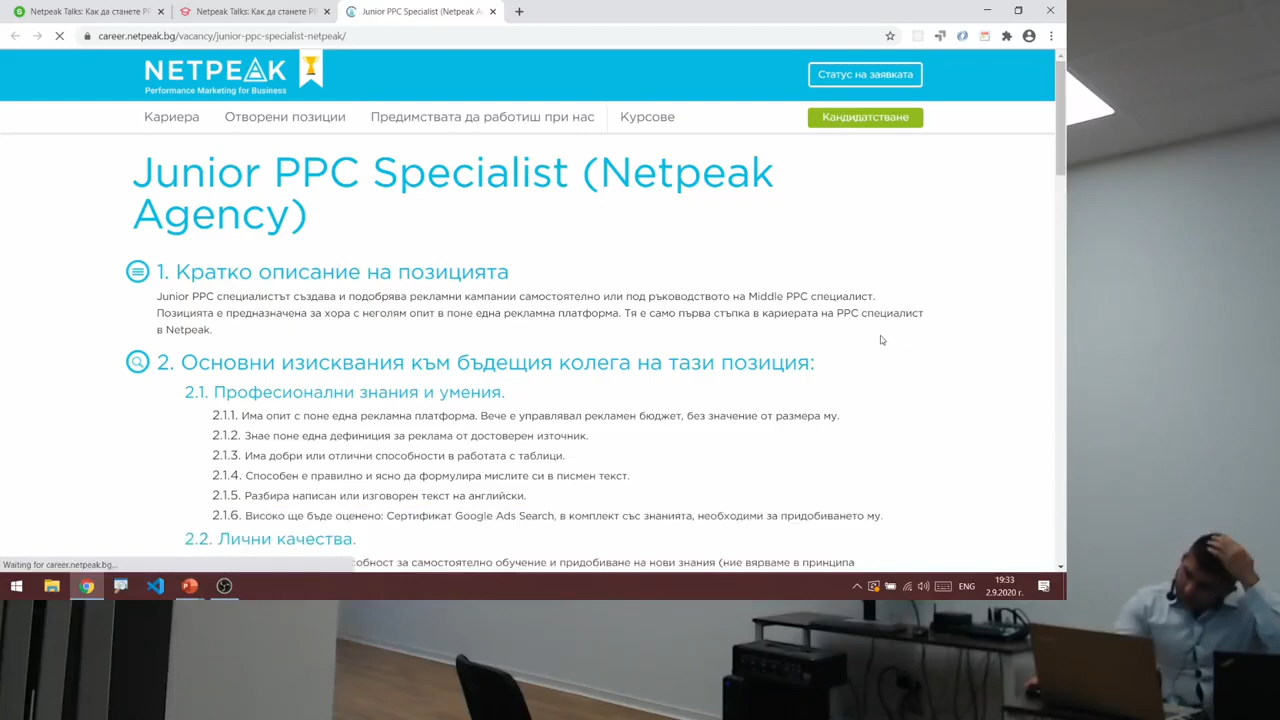 Netpeak Talks: Как да станете PP
Netpeak Talks: Как да станете PP
Junior PPC Specialist (Netpeak A
career.netpeak.bg/vacancy/junior-ppc-specialist-netpeak/
NETPEAK
Performance Marketing for Business
Статус на заявката
Кариера
Отворени позиции
Предимствата да работиш при нас
Курсове
Кандидатстване
Junior PPC Specialist (Netpeak
Agency)
1. Кратко описание на позицията
Junior PPC специалистът създава и подобрява рекламни кампании самостоятелно или под ръководството на Middle PPC специалист.
Позицията е предназначена за хора с неголям опит в поне една рекламна платформа. Тя е само първа стъпка в кариерата на PPC специалист
в Netpeak.
2. Основни изисквания към бъдещия колега на тази позиция:
2.1. Професионални знания и умения.
2.1.1. Има опит с поне една рекламна платформа. Вече е управлявал рекламен бюджет, без значение от размера му.
2.1.2. Знае поне една дефиниция за реклама от достоверен източник.
2.1.3. Има добри или отлични способности в работата с таблици.
2.1.4. Способен е правилно и ясно да формулира мислите си в писмен текст.
2.1.5. Разбира написан или изговорен текст на английски.
2.1.6. Високо ще бъде оценено: Сертификат Google Ads Search, в комплект със знанията, необходими за придобиването му.
2.2. Лични качества.
Waiting for career.netpeak.bg...
собност за самостоятелно обучение и придобиване на нови знания (ние вярваме в принципа
ЕНГ
19:33
2.9.2020 г.